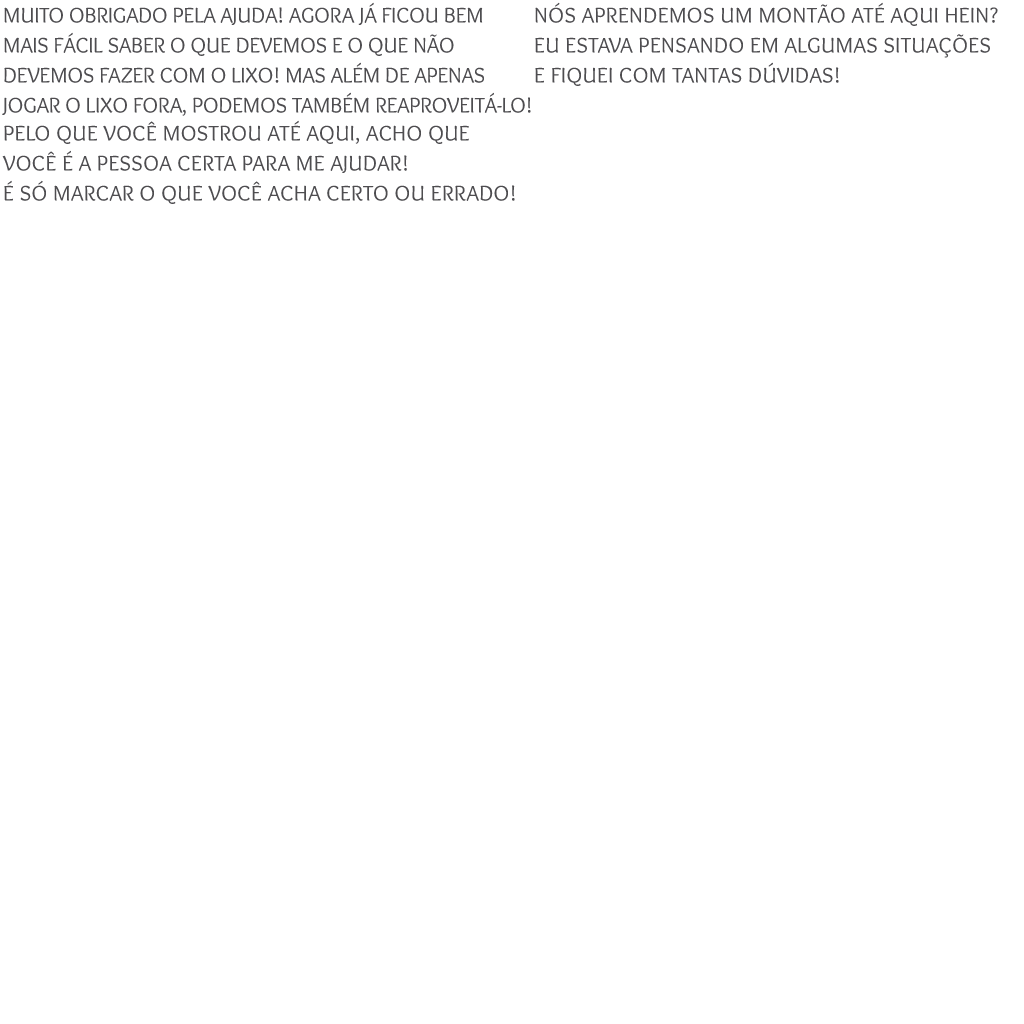 MUITO OBRIGADO PELA AJUDA! AGORA JÁ FICOU BEM
MAIS FÁCIL SABER O QUE DEVEMOS E O QUE NÃO
DEVEMOS FAZER COM O LIXO! MAS ALÉM DE APENAS
JOGAR O LIXO FORA, PODEMOS TAMBÉM REAPROVEITÁ-LO!
PELO QUE VOCÊ MOSTROU ATÉ AQUI, ACHO QUE
VOCÊ É A PESSOA CERTA PARA ME AJUDAR!
É SÓ MARCAR O QUE VOCÊ ACHA CERTO OU ERRADO!
NÓS APRENDEMOS UM MONTÃO ATÉ AQUI HEIN?
EU ESTAVA PENSANDO EM ALGUMAS SITUAÇÕES
E FIQUEI COM TANTAS DÚVIDAS!